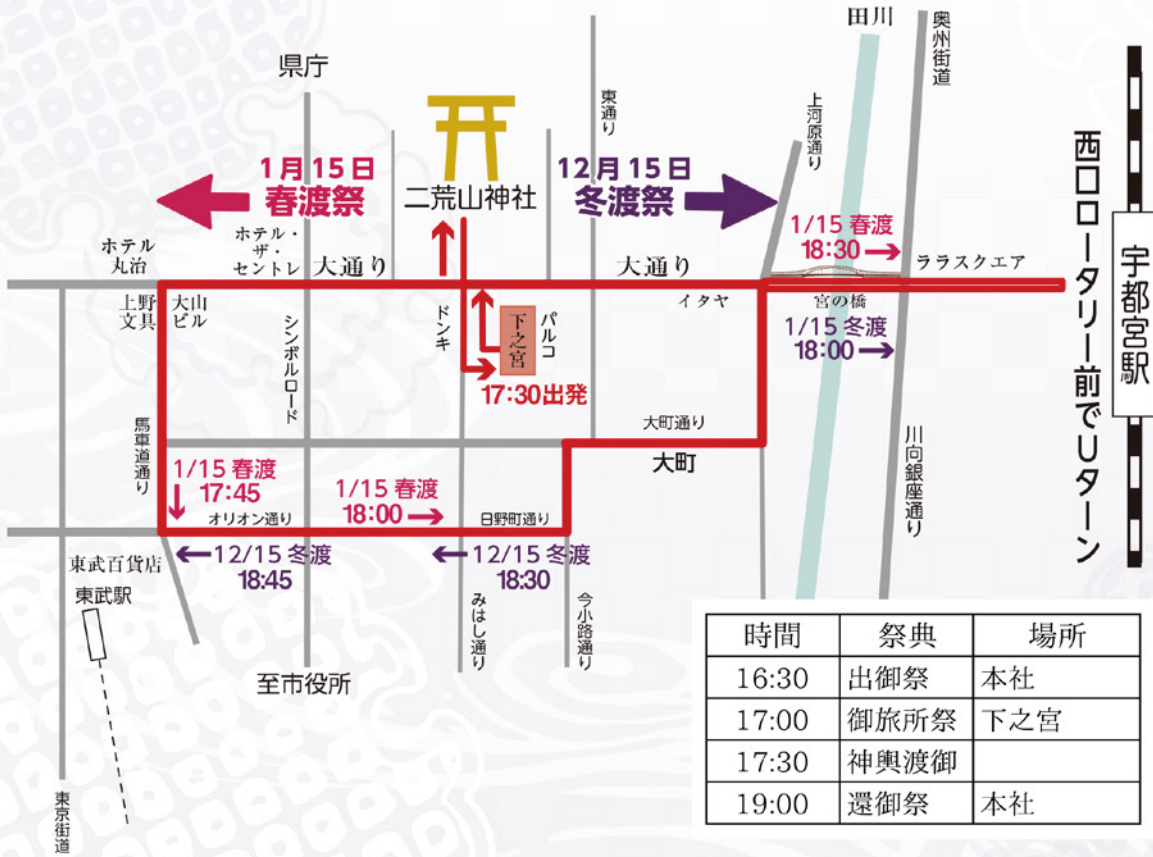 田川
奥州街道
県庁
東通り
上河原通り
1月15日
春渡祭
二荒山神社
12月15日
冬渡祭
1/15 春渡
18:30
西口ロータリー前でUターン
宇都宮駅
ホテル
丸治
ホテル・
ザ・
セントレ
大通り
大通り
ララスクエア
上野
文具
大山
ビル
シンボルロード
ドンキ
下之宮
パルコ
イタヤ
宮の橋
1/15 冬渡
18:00
17:30出発
馬車道通り
大町通り
大町
川向銀座通り
1/15 春渡
17:45
1/15 春渡
18:00
オリオン通り
日野町通り
東武百貨店
東武駅
12/15 冬渡
18:45
12/15 冬渡
18:30
みはし通り
今小路通り
至市役所
東京街道
時間 祭典 場所
16:30 出御祭 本社
17:00 御旅所祭 下之宮
17:30 神輿渡御
19:00 還御祭 本社